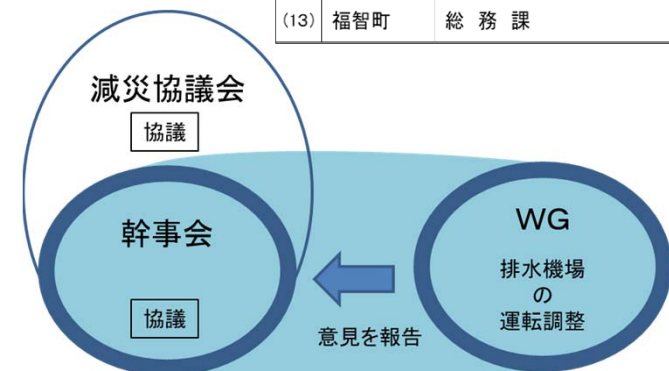 (13) 福智町 総務課
減災協議会
協議
幹事会
協議
意見を報告
WG
排水機場
の
運転調整